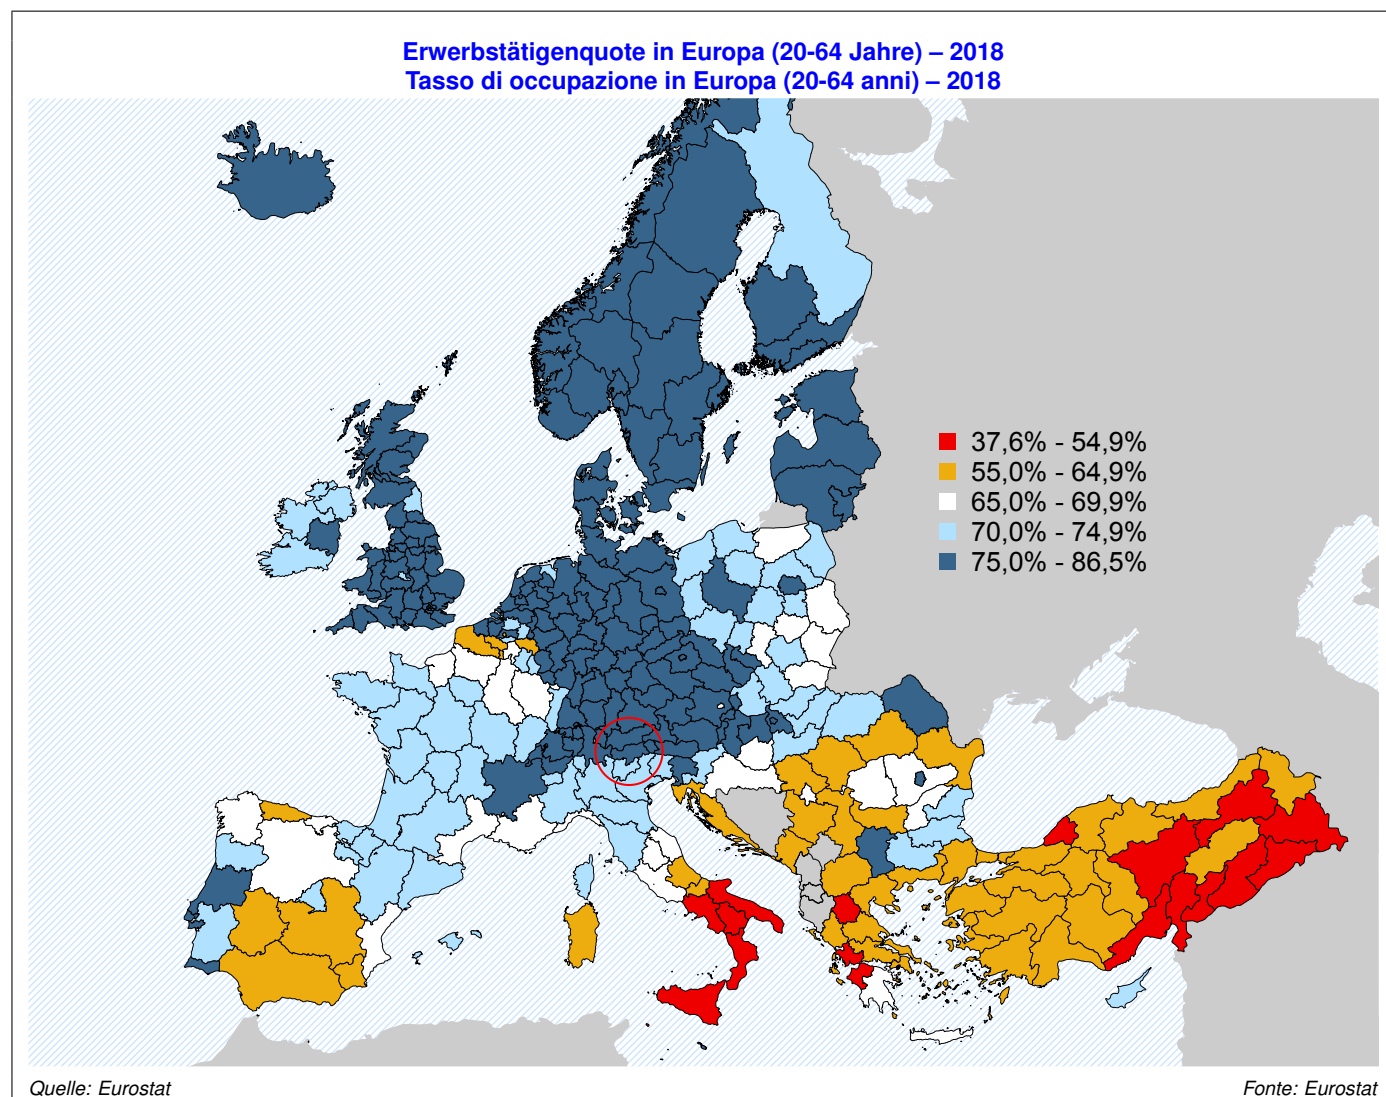 Erwerbstätigenquote in Europa (20-64 Jahre) – 2018
Tasso di occupazione in Europa (20-64 anni) – 2018
37,6% - 54,9%
55,0% - 64,9%
65,0% - 69,9%
70,0% - 74,9%
75,0% - 86,5%
Quelle: Eurostat
Fonte: Eurostat